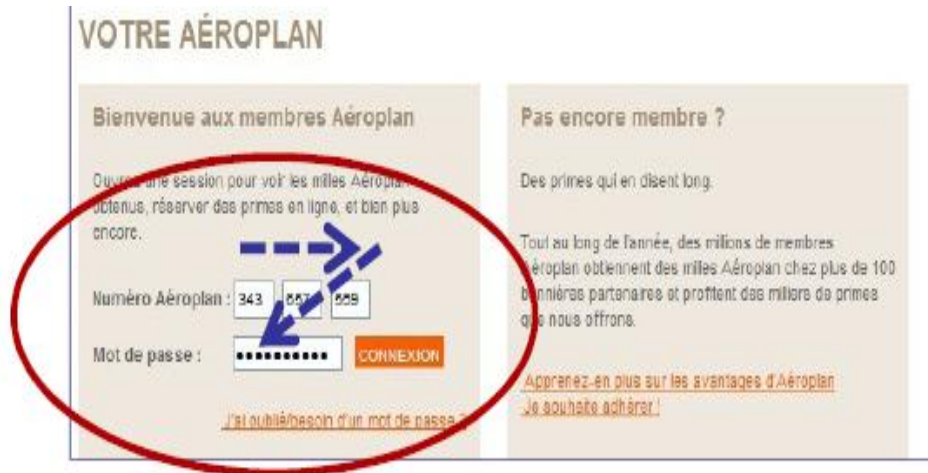 VOTRE AÉROPLAN
Bienvenue aux membres Aéroplan
Ouvrez une session pour voir les milles Aéroplan
obtenus, réserver des primes en ligne, et bien plus
encore.
Numéro Aéroplan : 343
Mot de passe : •••••••••• CONNEXION
J'ai oublié/besoin d'un mot de passe ?
Pas encore membre ?
Des primes qui en disent long.
Tout au long de l'année, des millions de membres
Aéroplan obtiennent des milles Aéroplan chez plus de 100
bannières partenaires et profitent des milliers de primes
que nous offrons.
Apprenez-en plus sur les avantages d'Aéroplan
Je souhaite adhérer !